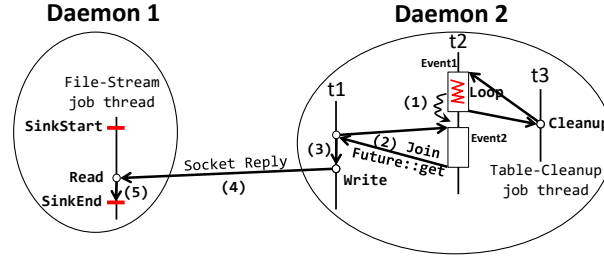 Daemon 1
Daemon 2
File-Stream
job thread
SinkStart
Read
(5)
SinkEnd
Socket Reply
(4)
t1
(3)
Write
(2) Join
Future::get
t2
Event1
Loop
(1)
Event2
t3
Cleanup
Table-Cleanup
job thread